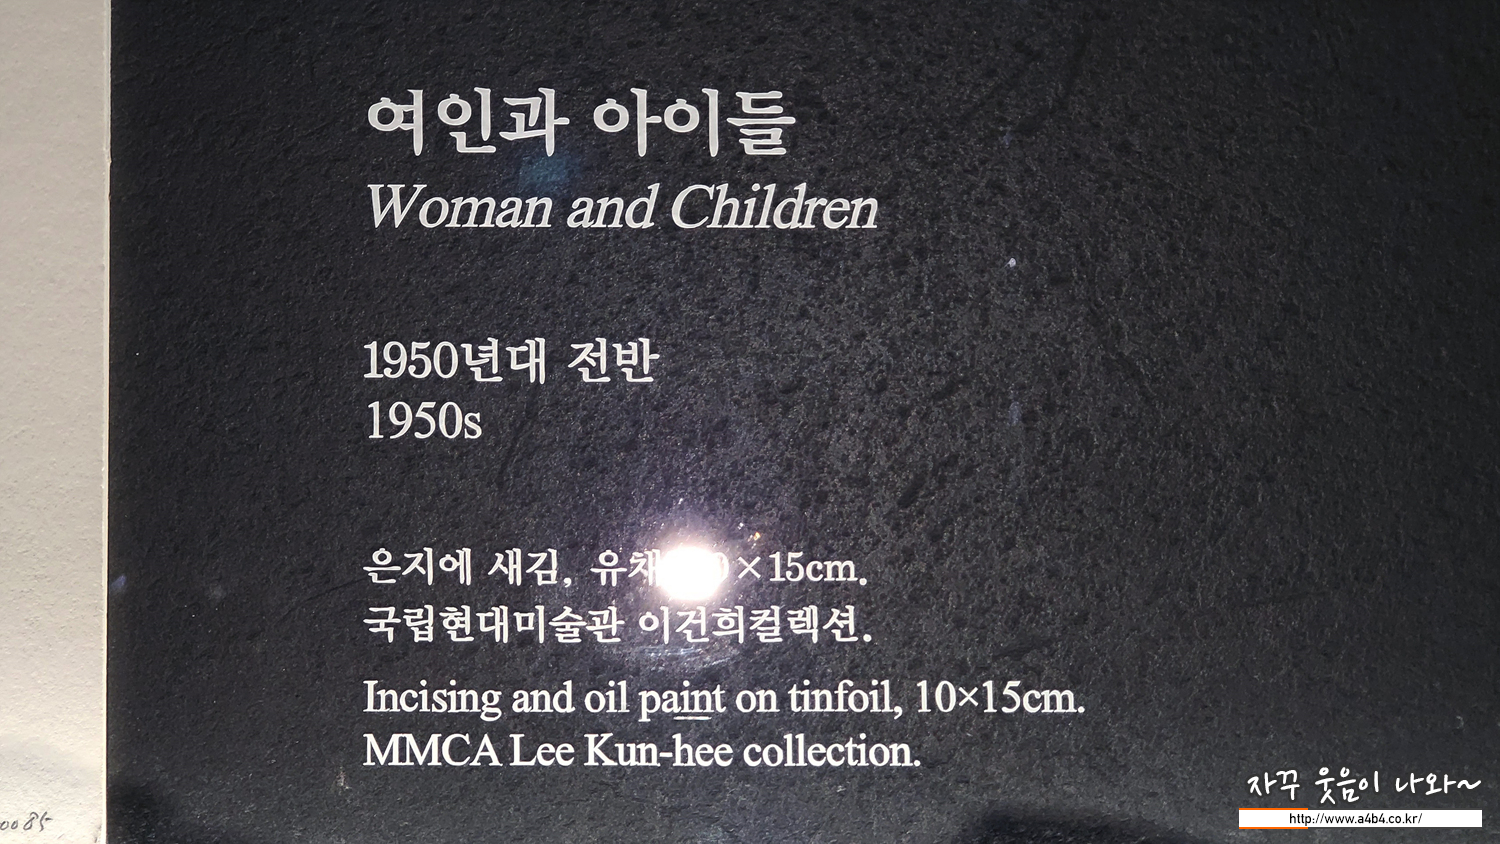 여인과 아이들
Woman and Children
1950년대 전반
1950s
은지에 새김, 유채 ×15cm.
국립현대미술관 이건희컬렉션.
Incising and oil paint on tinfoil, 10×15cm.
MMCA Lee Kun-hee collection.
0085
자꾸 웃음이 나와~
http://www.a4b4.co.kr/